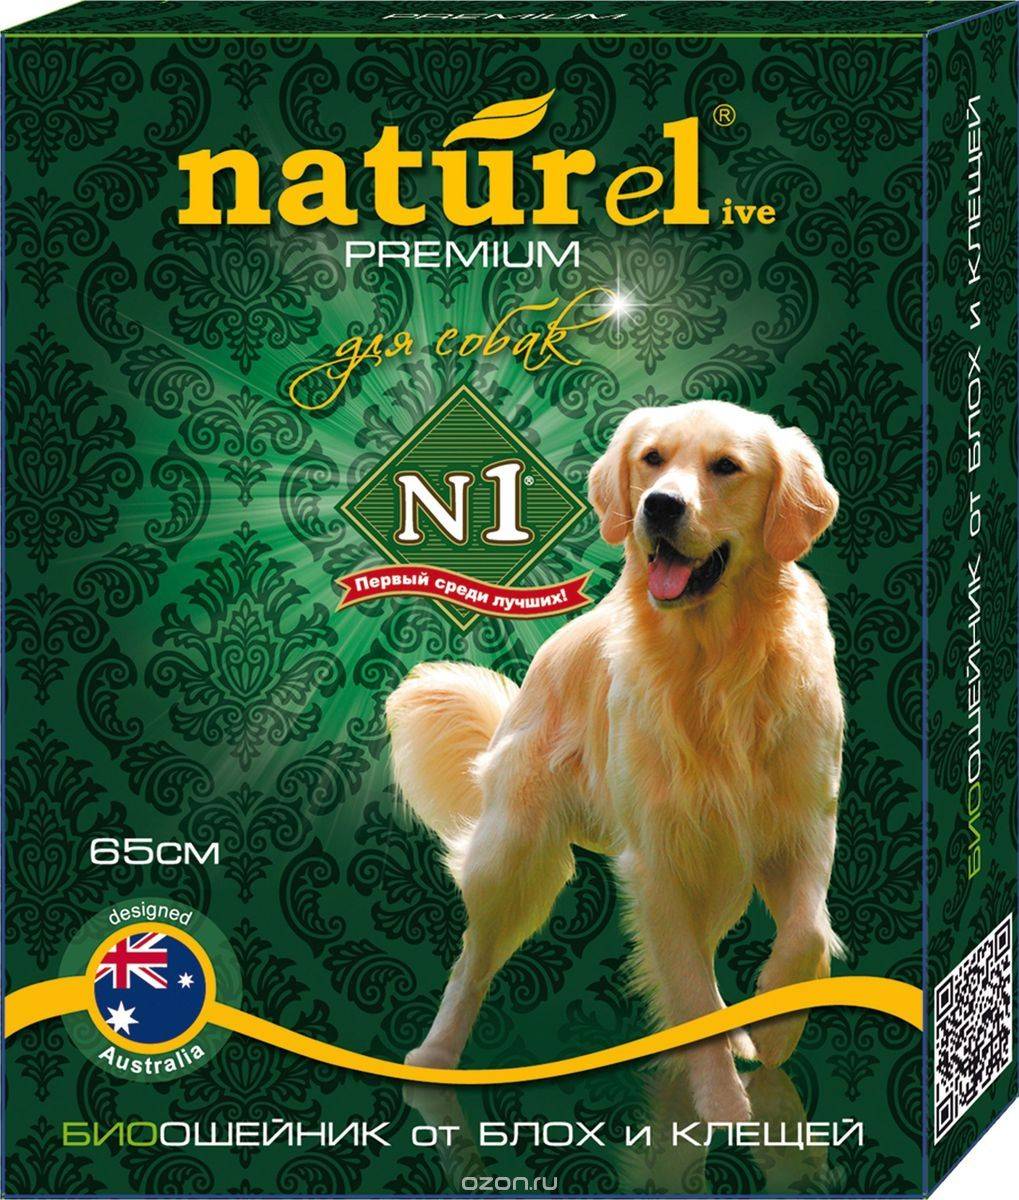 PREMIUM
naturel ive ®
PREMIUM
для собак
N1 ®
Первый среди лучших!
65см
designed
Australia
БИООШЕЙНИК от БЛОХ и КЛЕЩЕЙ
БИООШЕЙНИК от БЛОХ и КЛЕЩЕЙ
ozon.ru